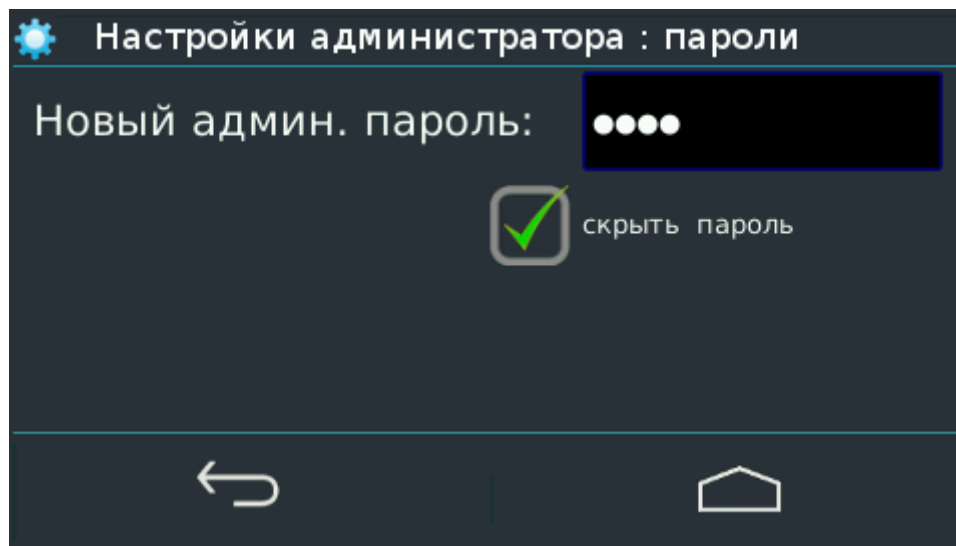 Настройки администратора : пароли
Новый админ. пароль: ●●●●
скрыть пароль